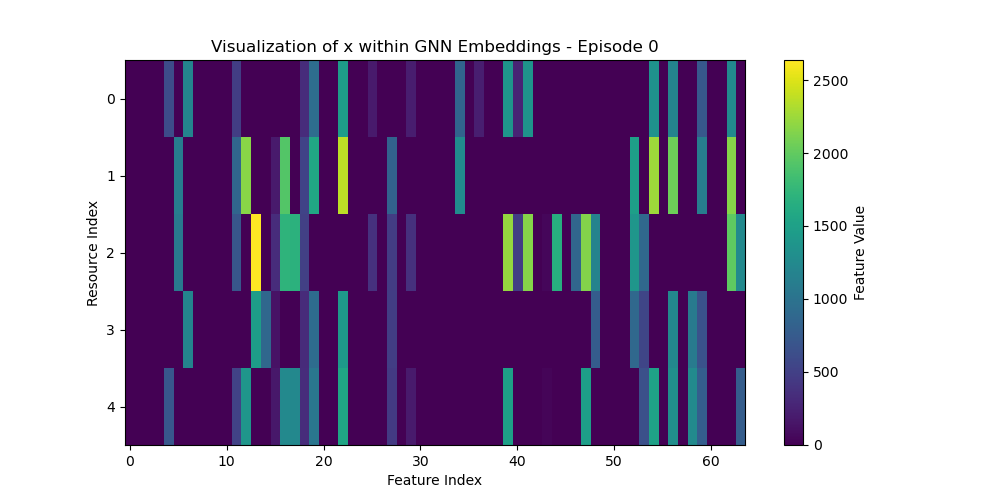 Visualization of x within GNN Embeddings - Episode 0
Resource Index
0
1
2
3
4
0 10 20 30 40 50 60
Feature Index
2500
2000
1500
1000
500
0
Feature Value